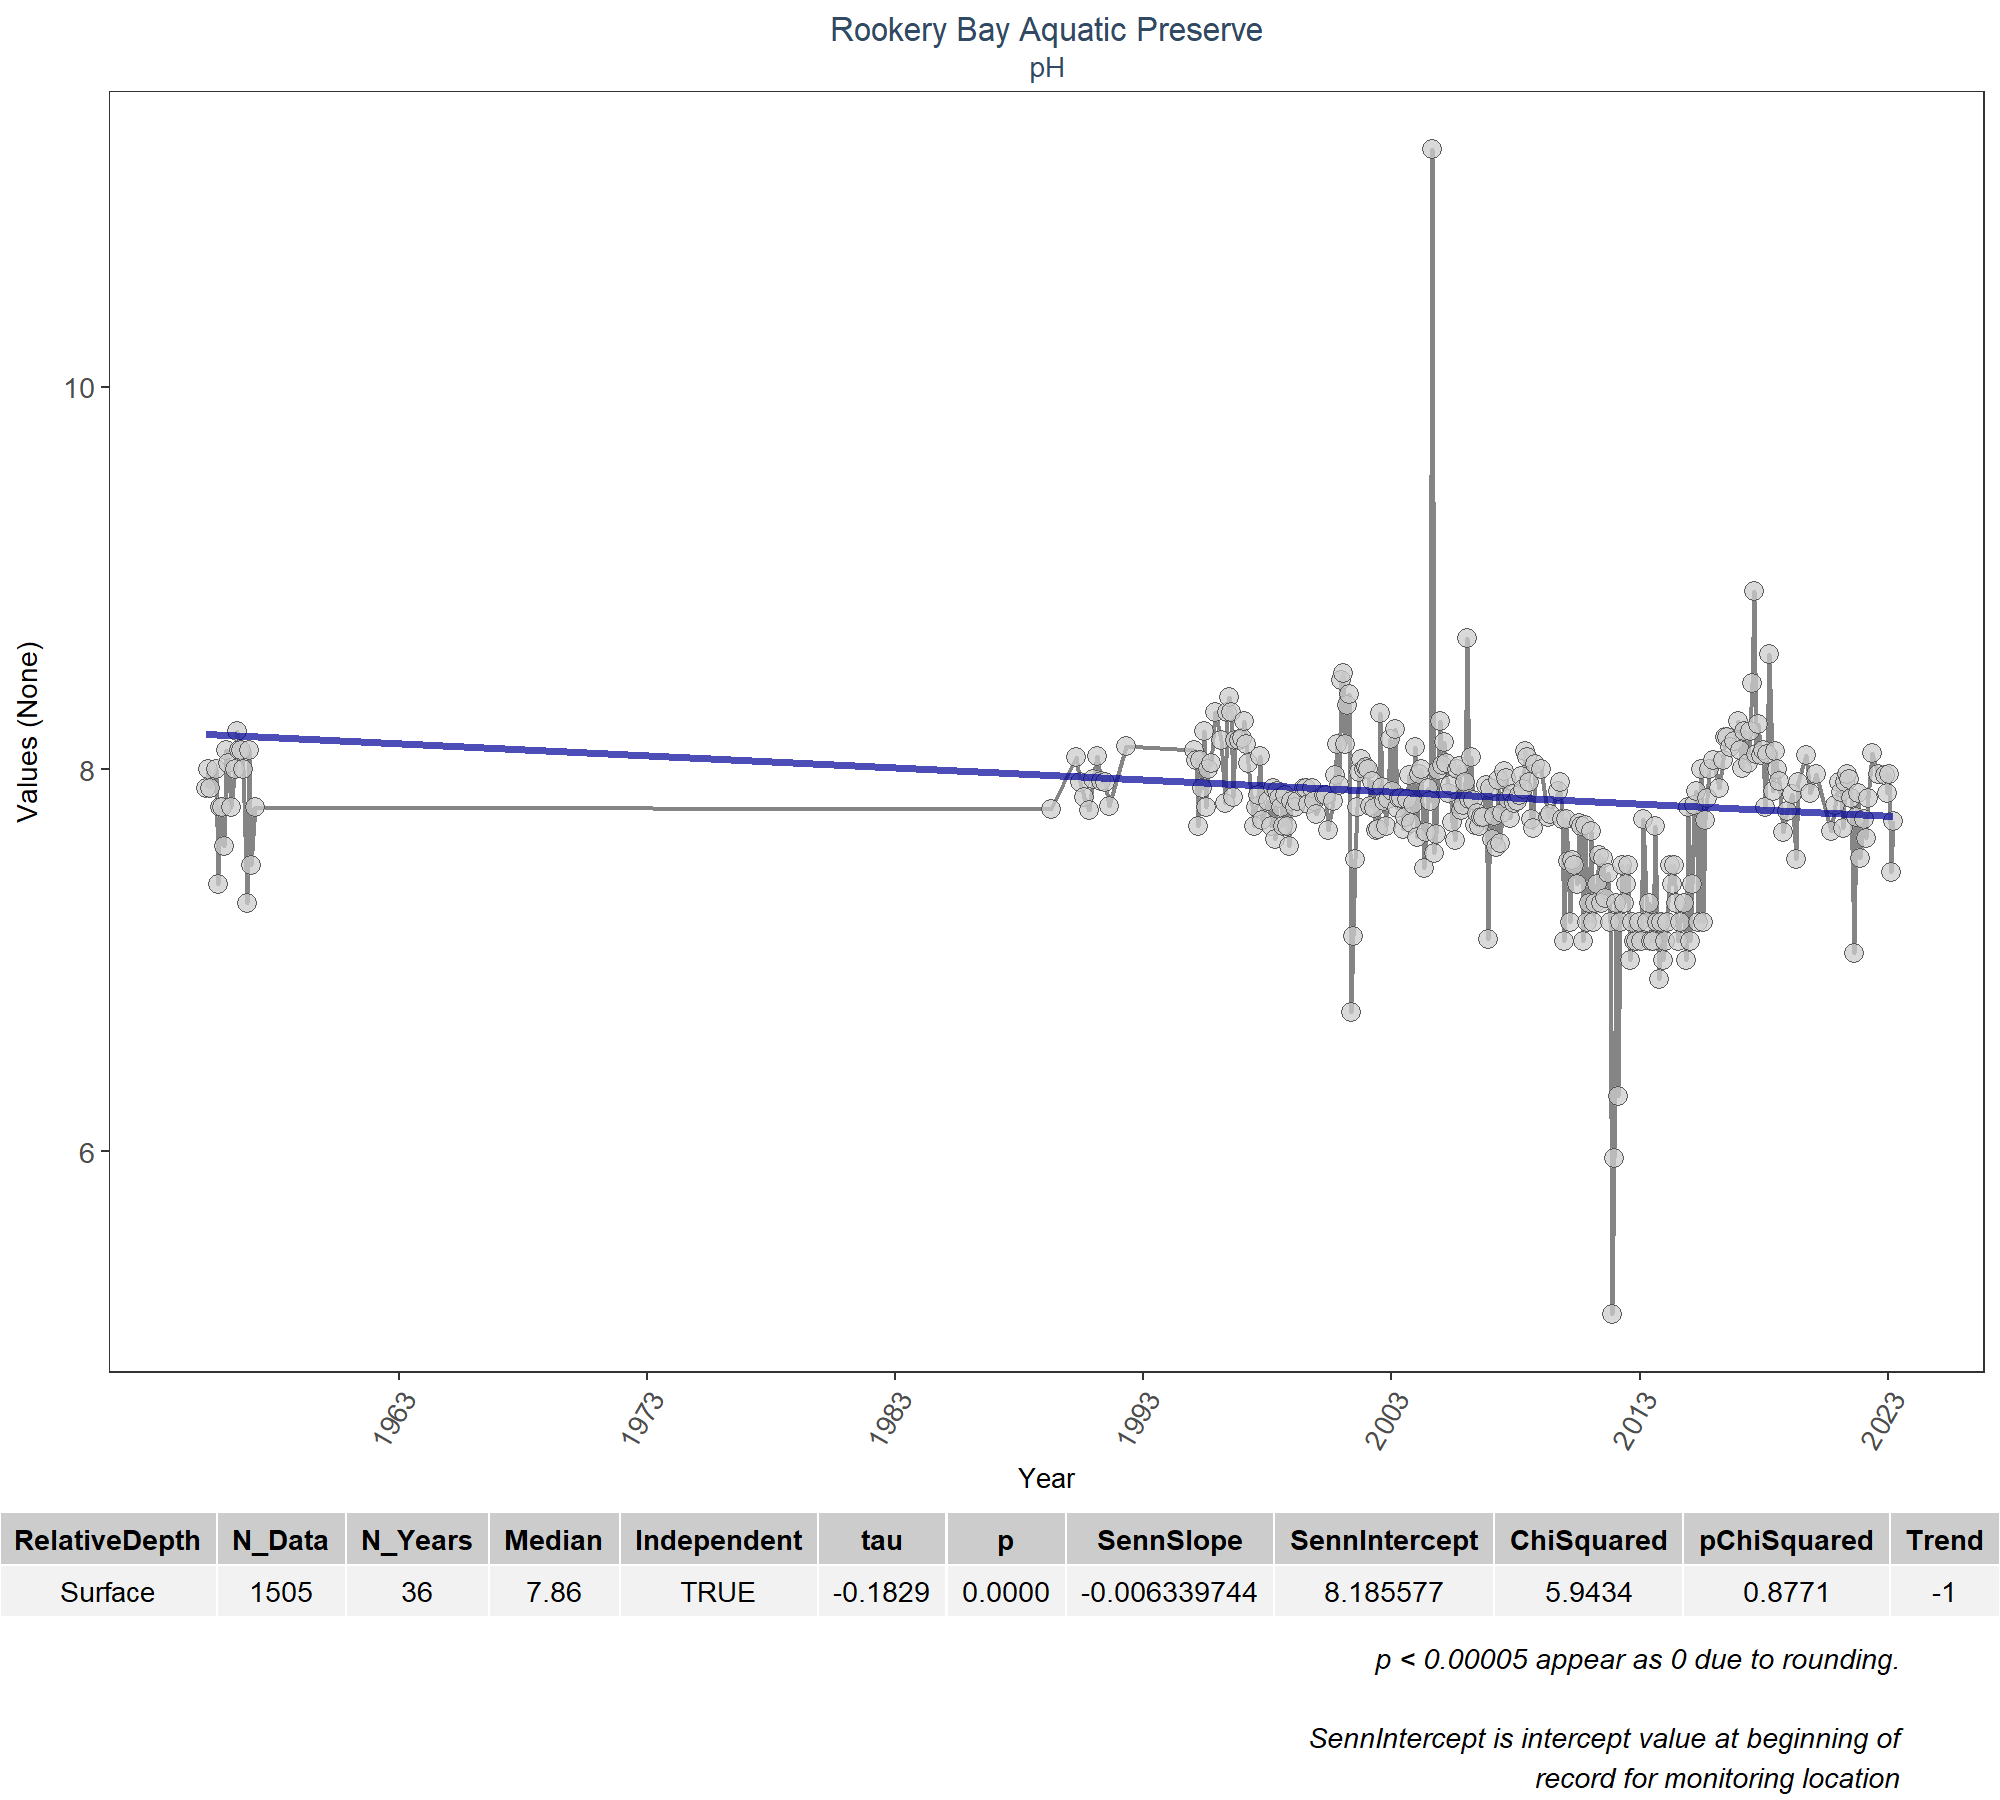 Rookery Bay Aquatic Preserve
pH
Values (None)
10
8
6
1963
1973
1983
1993
2003
2013
2023
Year
RelativeDepth N_Data N_Years Median Independent tau p SennSlope SennIntercept ChiSquared pChiSquared Trend
Surface 1505 36 7.86 TRUE -0.1829 0.0000 -0.006339744 8.185577 5.9434 0.8771 -1
p < 0.00005 appear as 0 due to rounding.
SennIntercept is intercept value at beginning of
record for monitoring location